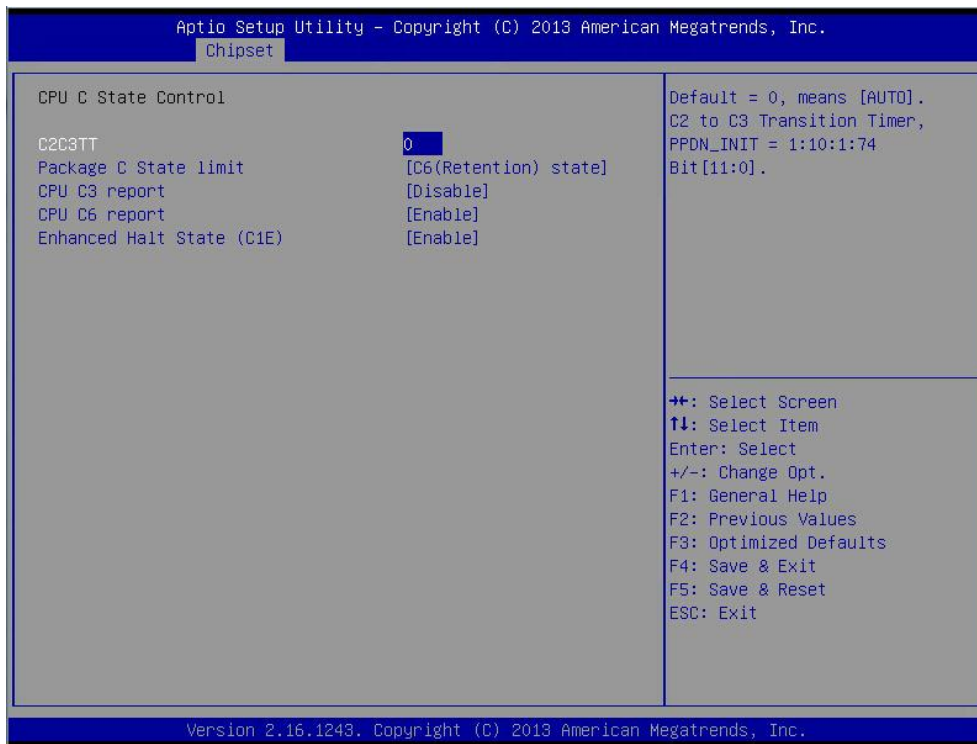 Aptio Setup Utility – Copyright (C) 2013 American Megatrends, Inc.
Chipset
CPU C State Control
C2C3TT 0
Package C State limit [C6(Retention) state]
CPU C3 report [Disable]
CPU C6 report [Enable]
Enhanced Halt State (C1E) [Enable]
Default = 0, means [AUTO].
C2 to C3 Transition Timer,
PPDN_INIT = 1:10:1:74
Bit[11:0].
→←: Select Screen
↑↓: Select Item
Enter: Select
+/-: Change Opt.
F1: General Help
F2: Previous Values
F3: Optimized Defaults
F4: Save & Exit
F5: Save & Reset
ESC: Exit
Version 2.16.1243. Copyright (C) 2013 American Megatrends, Inc.